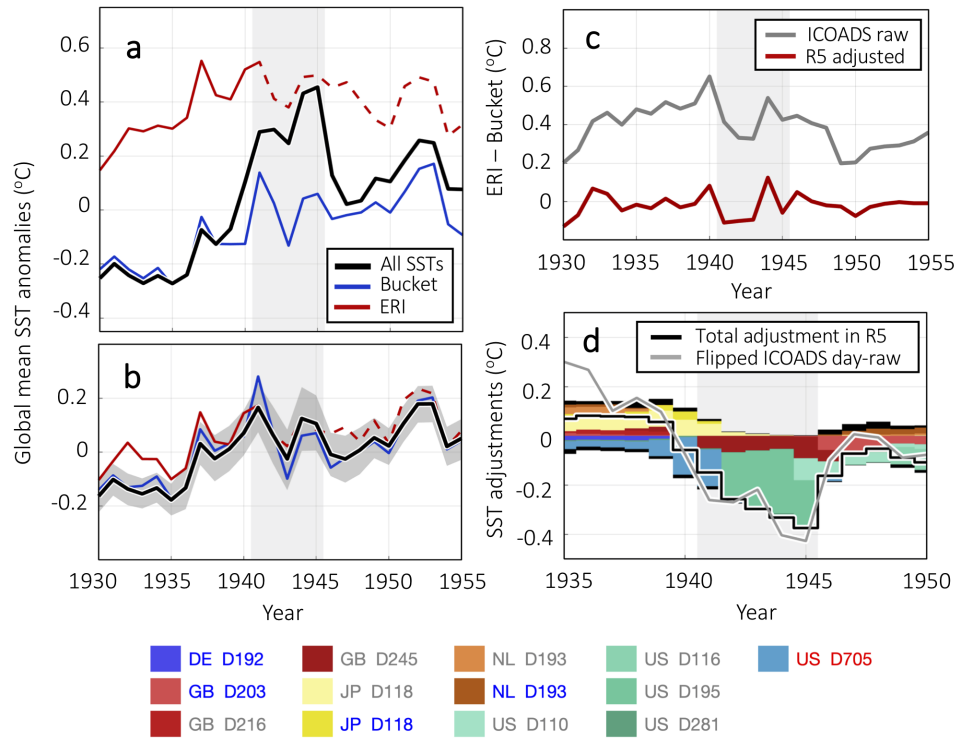 a
Global mean SST anomalies (°C)
0.6
0.4
0.2
0
-0.2
-0.4
All SSTs
Bucket
ERI
b
0.2
0
-0.2
1930 1935 1940 1945 1950 1955
Year
c
ERI – Bucket (°C)
ICOADS raw
R5 adjusted
0.8
0.6
0.4
0.2
0
1930 1935 1940 1945 1950 1955
Year
d
SST adjustments (°C)
Total adjustment in R5
Flipped ICOADS day-raw
0.4
0.2
0
-0.2
-0.4
1935 1940 1945 1950
Year
DE D192 GB D245 NL D193 US D116 US D705
GB D203 JP D118 NL D193 US D195
GB D216 JP D118 US D110 US D281